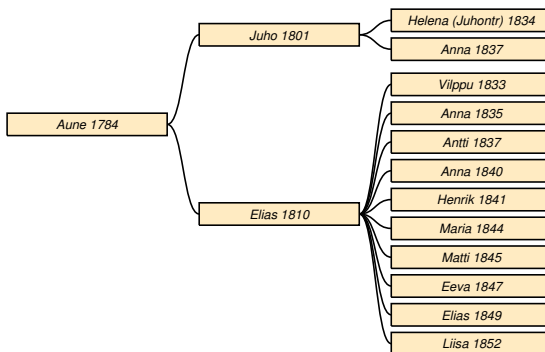 Helena (Juhontr) 1834
Juho 1801
Anna 1837
Vilppu 1833
Anna 1835
Aune 1784
Antti 1837
Anna 1840
Henrik 1841
Elias 1810
Maria 1844
Matti 1845
Eeva 1847
Elias 1849
Liisa 1852